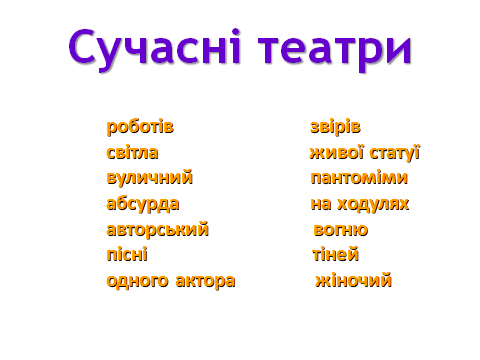 Сучасні театри
роботів звірів
світла живої статуї
вуличний пантоміми
абсурда на ходулях
авторський вогню
пісні тіней
одного актора жіночий